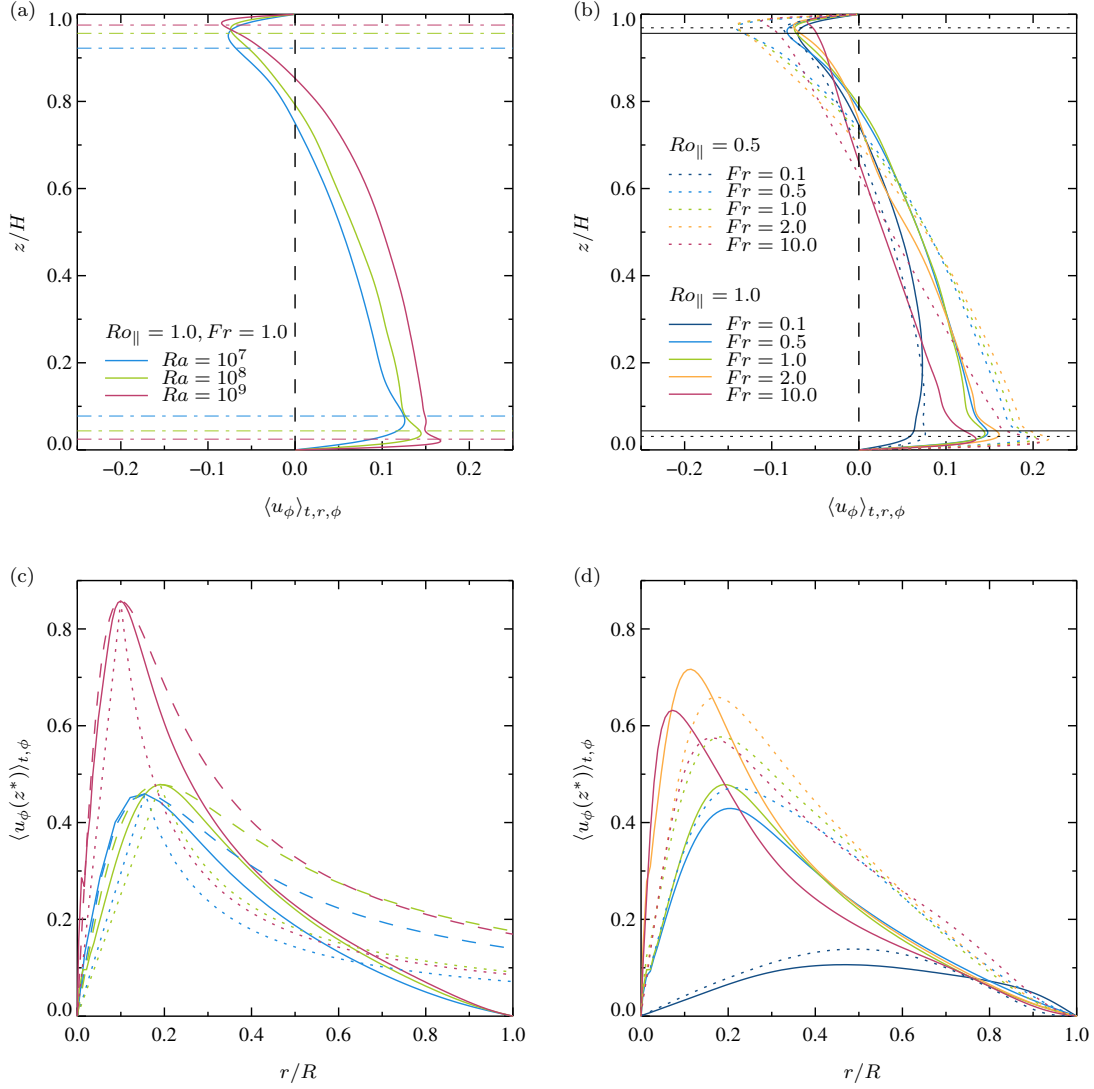 (a)
(b)
1.0
0.8
0.6
0.4
0.2
0.0
z/H
Ro∥ = 1.0, Fr = 1.0
Ra = 10⁷
Ra = 10⁸
Ra = 10⁹
−0.2
−0.1
0.0
0.1
0.2
⟨u_ϕ⟩_{t,r,ϕ}
1.0
0.8
0.6
0.4
0.2
0.0
z/H
Ro∥ = 0.5
Fr = 0.1
Fr = 0.5
Fr = 1.0
Fr = 2.0
Fr = 10.0
Ro∥ = 1.0
Fr = 0.1
Fr = 0.5
Fr = 1.0
Fr = 2.0
Fr = 10.0
−0.2
−0.1
0.0
0.1
0.2
⟨u_ϕ⟩_{t,r,ϕ}
(c)
(d)
0.8
0.6
0.4
0.2
0.0
⟨u_ϕ(z*)⟩_{t,ϕ}
0.0
0.2
0.4
0.6
0.8
1.0
r/R
0.8
0.6
0.4
0.2
0.0
⟨u_ϕ(z*)⟩_{t,ϕ}
0.0
0.2
0.4
0.6
0.8
1.0
r/R